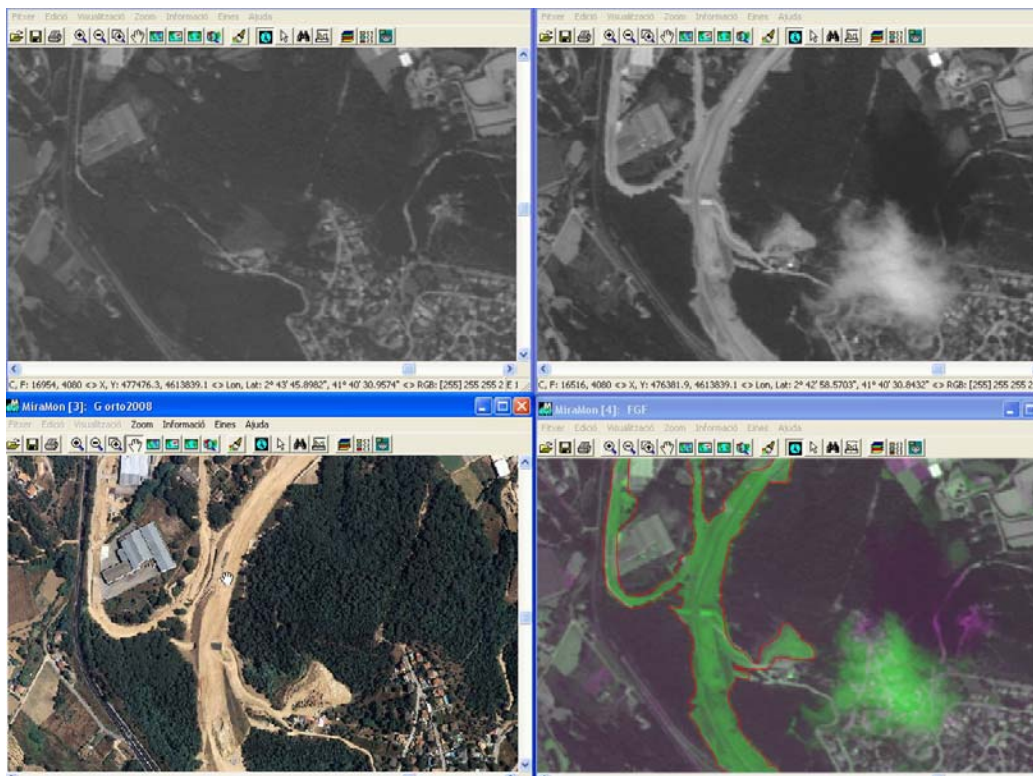 Fitxer Edició Visualització Zoom Informació Eines Ajuda
Fitxer Edició Visualització Zoom Informació Eines Ajuda
C, F: 16954, 4080 <> X, Y: 477476.3, 4613839.1 <> Lon, Lat: 2° 43' 45.8982", 41° 40' 30.9574" <> RGB: [255] 255 255 2 E 1
C, F: 16516, 4080 <> X, Y: 476381.9, 4613839.1 <> Lon, Lat: 2° 42' 58.5703", 41° 40' 30.8432" <> RGB: [255] 255 255 2
MiraMon [3]: G orto2008
MiraMon [4]: FGF
Fitxer Edició Visualització Zoom Informació Eines Ajuda
Fitxer Edició Visualització Zoom Informació Eines Ajuda